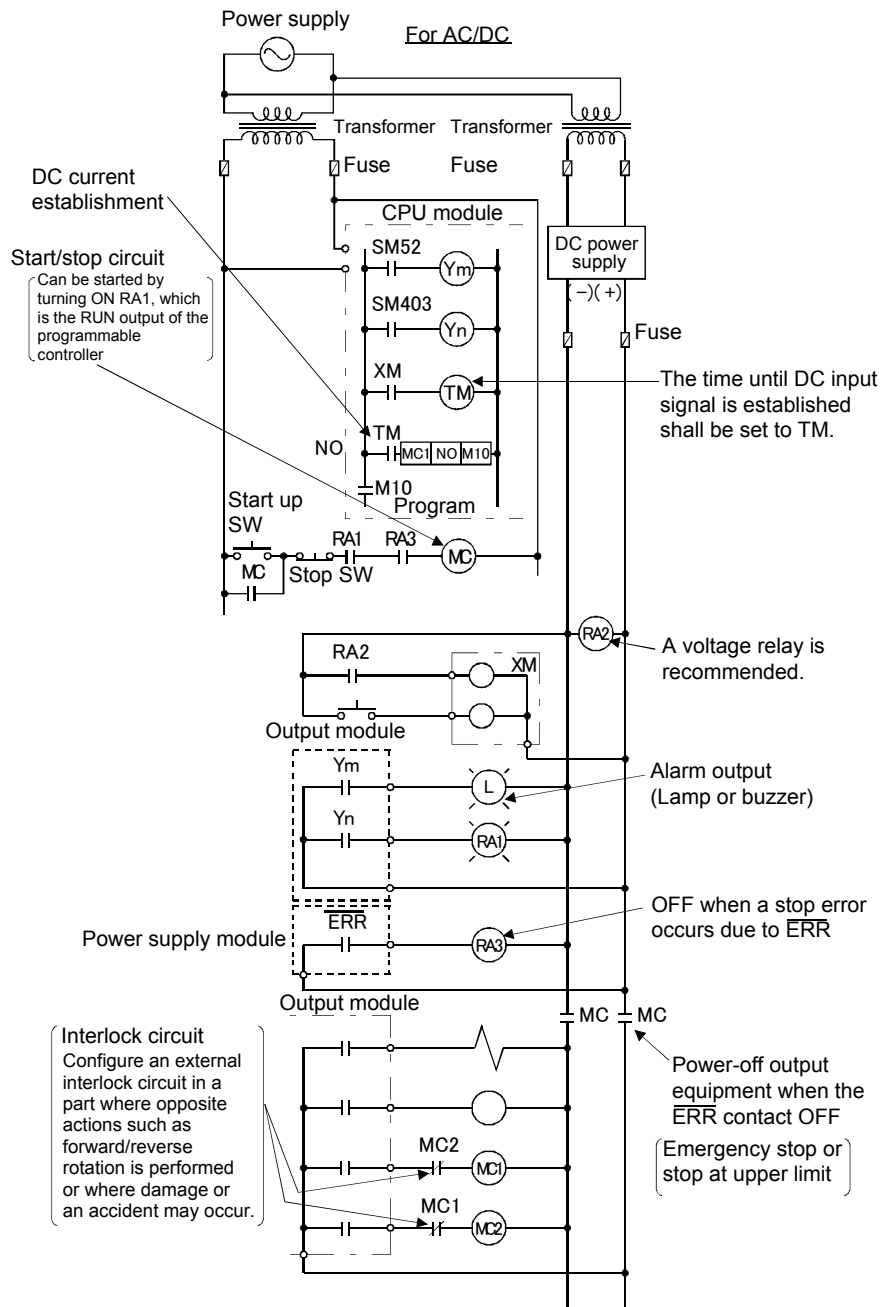 Power supply
For AC/DC
Transformer
Transformer
Fuse
Fuse
DC current
establishment
CPU module
Start/stop circuit
Can be started by
turning ON RA1, which
is the RUN output of the
programmable
controller
SM52
Ym
DC power
supply
(−)(+)
SM403
Yn
Fuse
XM
TM
The time until DC input
signal is established
shall be set to TM.
TM
NO
MC1 NO M10
M10
Program
Start up
SW
RA1
RA3
MC
MC
Stop SW
RA2
A voltage relay is
recommended.
RA2
XM
Output module
Ym
L
Alarm output
(Lamp or buzzer)
Yn
RA1
OFF when a stop error
occurs due to ERR
ERR
Power supply module
RA3
Output module
MC
MC
Interlock circuit
Configure an external
interlock circuit in a
part where opposite
actions such as
forward/reverse
rotation is performed
or where damage or
an accident may occur.
Power-off output
equipment when the
ERR contact OFF
Emergency stop or
stop at upper limit
MC2
MC1
MC1
MC2